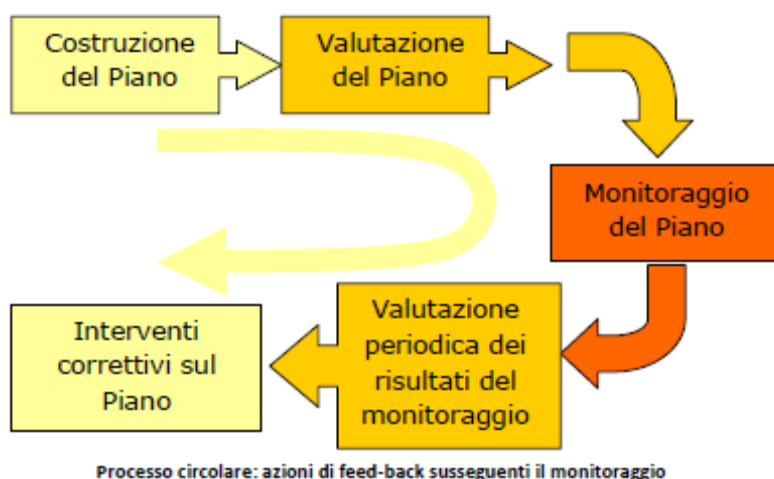 Costruzione
del Piano
Valutazione
del Piano
Monitoraggio
del Piano
Valutazione
periodica dei
risultati del
monitoraggio
Interventi
correttivi sul
Piano
Processo circolare: azioni di feed-back susseguenti il monitoraggio